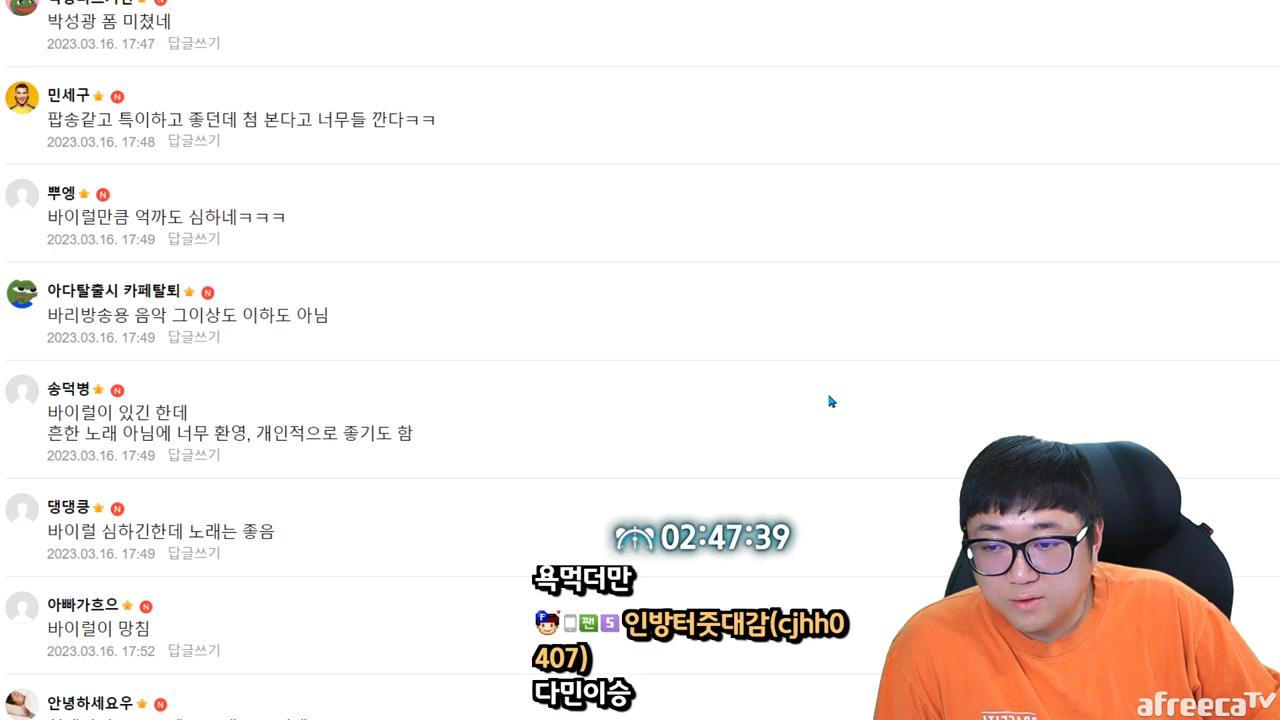 박성광 폼 미쳤네
2023.03.16. 17:47 답글쓰기
민세구 N
팝송같고 특이하고 좋던데 첨 본다고 너무들 깐다ㅋㅋ
2023.03.16. 17:48 답글쓰기
뿌엥 N
바이럴만큼 억까도 심하네ㅋㅋㅋ
2023.03.16. 17:49 답글쓰기
아다탈출시 카페탈퇴 N
바리방송용 음악 그이상도 이하도 아님
2023.03.16. 17:49 답글쓰기
송덕병 N
바이럴이 있긴 한데
흔한 노래 아님에 너무 환영, 개인적으로 좋기도 함
2023.03.16. 17:49 답글쓰기
댕댕쿵 N
바이럴 심하긴한데 노래는 좋음
2023.03.16. 17:49 답글쓰기
아빠가흐으 N
바이럴이 망침
2023.03.16. 17:52 답글쓰기
안녕하세요우 N
02:47:39
욕먹더만
F 팬 S 인방터줏대감(cjhh0
407)
다민이승
afreecaTV